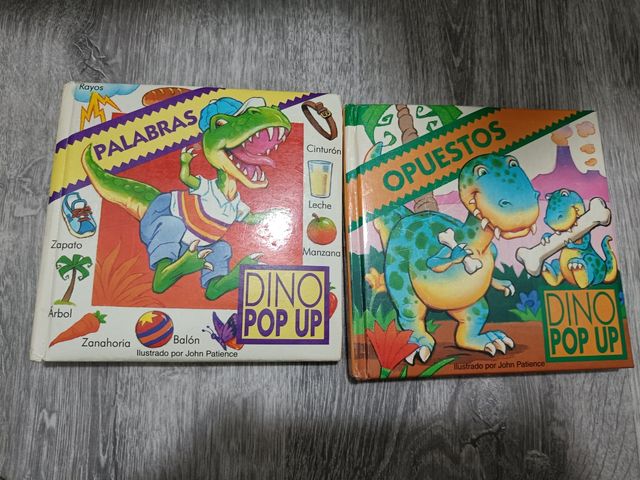 Rayos
PALABRAS
Cinturón
Leche
Manzana
Zapato
Árbol
Zanahoria
Balón
DINO
POP UP
Ilustrado por John Patience
OPUESTOS
DINO
POP UP
Ilustrado por John Patience